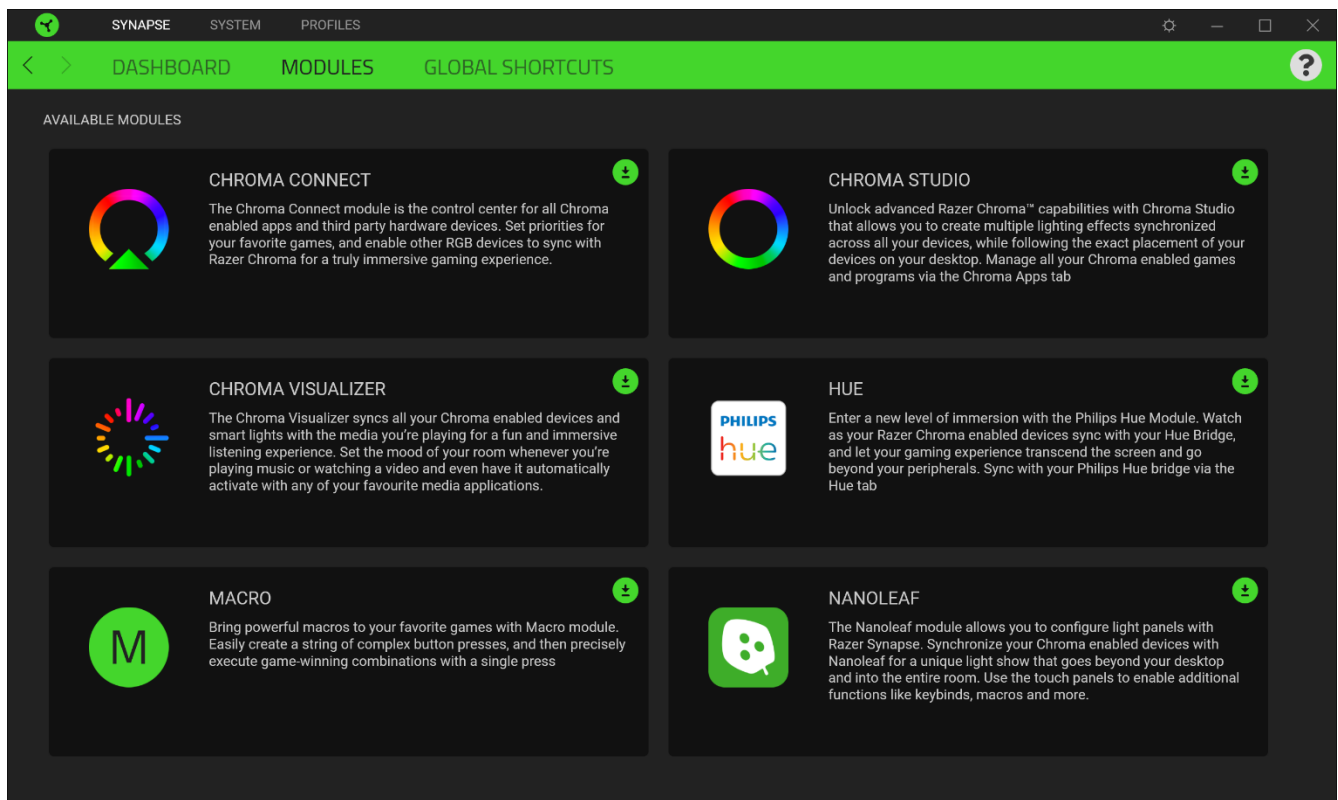 SYNAPSE SYSTEM PROFILES
DASHBOARD MODULES GLOBAL SHORTCUTS ?
AVAILABLE MODULES
CHROMA CONNECT
The Chroma Connect module is the control center for all Chroma
enabled apps and third party hardware devices. Set priorities for
your favorite games, and enable other RGB devices to sync with
Razer Chroma for a truly immersive gaming experience.
CHROMA STUDIO
Unlock advanced Razer Chroma™ capabilities with Chroma Studio
that allows you to create multiple lighting effects synchronized
across all your devices, while following the exact placement of your
devices on your desktop. Manage all your Chroma enabled games
and programs via the Chroma Apps tab
CHROMA VISUALIZER
The Chroma Visualizer syncs all your Chroma enabled devices and
smart lights with the media you're playing for a fun and immersive
listening experience. Set the mood of your room whenever you're
playing music or watching a video and even have it automatically
activate with any of your favourite media applications.
PHILIPS
hue
HUE
Enter a new level of immersion with the Philips Hue Module. Watch
as your Razer Chroma enabled devices sync with your Hue Bridge,
and let your gaming experience transcend the screen and go
beyond your peripherals. Sync with your Philips Hue bridge via the
Hue tab
M
MACRO
Bring powerful macros to your favorite games with Macro module.
Easily create a string of complex button presses, and then precisely
execute game-winning combinations with a single press
NANOLEAF
The Nanoleaf module allows you to configure light panels with
Razer Synapse. Synchronize your Chroma enabled devices with
Nanoleaf for a unique light show that goes beyond your desktop
and into the entire room. Use the touch panels to enable additional
functions like keybinds, macros and more.